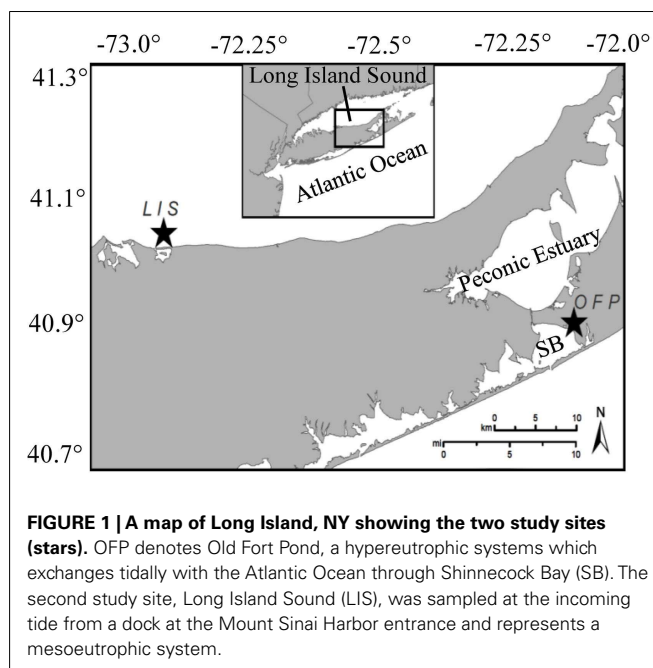 -73.0° -72.25° -72.5° -72.25° -72.0°
41.3°
Long Island Sound
Atlantic Ocean
41.1°
LIS
Peconic Estuary
OFP
40.9°
SB
0 5 10
km
N
mi
0 5 10
40.7°
FIGURE 1 | A map of Long Island, NY showing the two study sites
(stars). OFP denotes Old Fort Pond, a hypereutrophic systems which
exchanges tidally with the Atlantic Ocean through Shinnecock Bay (SB). The
second study site, Long Island Sound (LIS), was sampled at the incoming
tide from a dock at the Mount Sinai Harbor entrance and represents a
mesoeutrophic system.